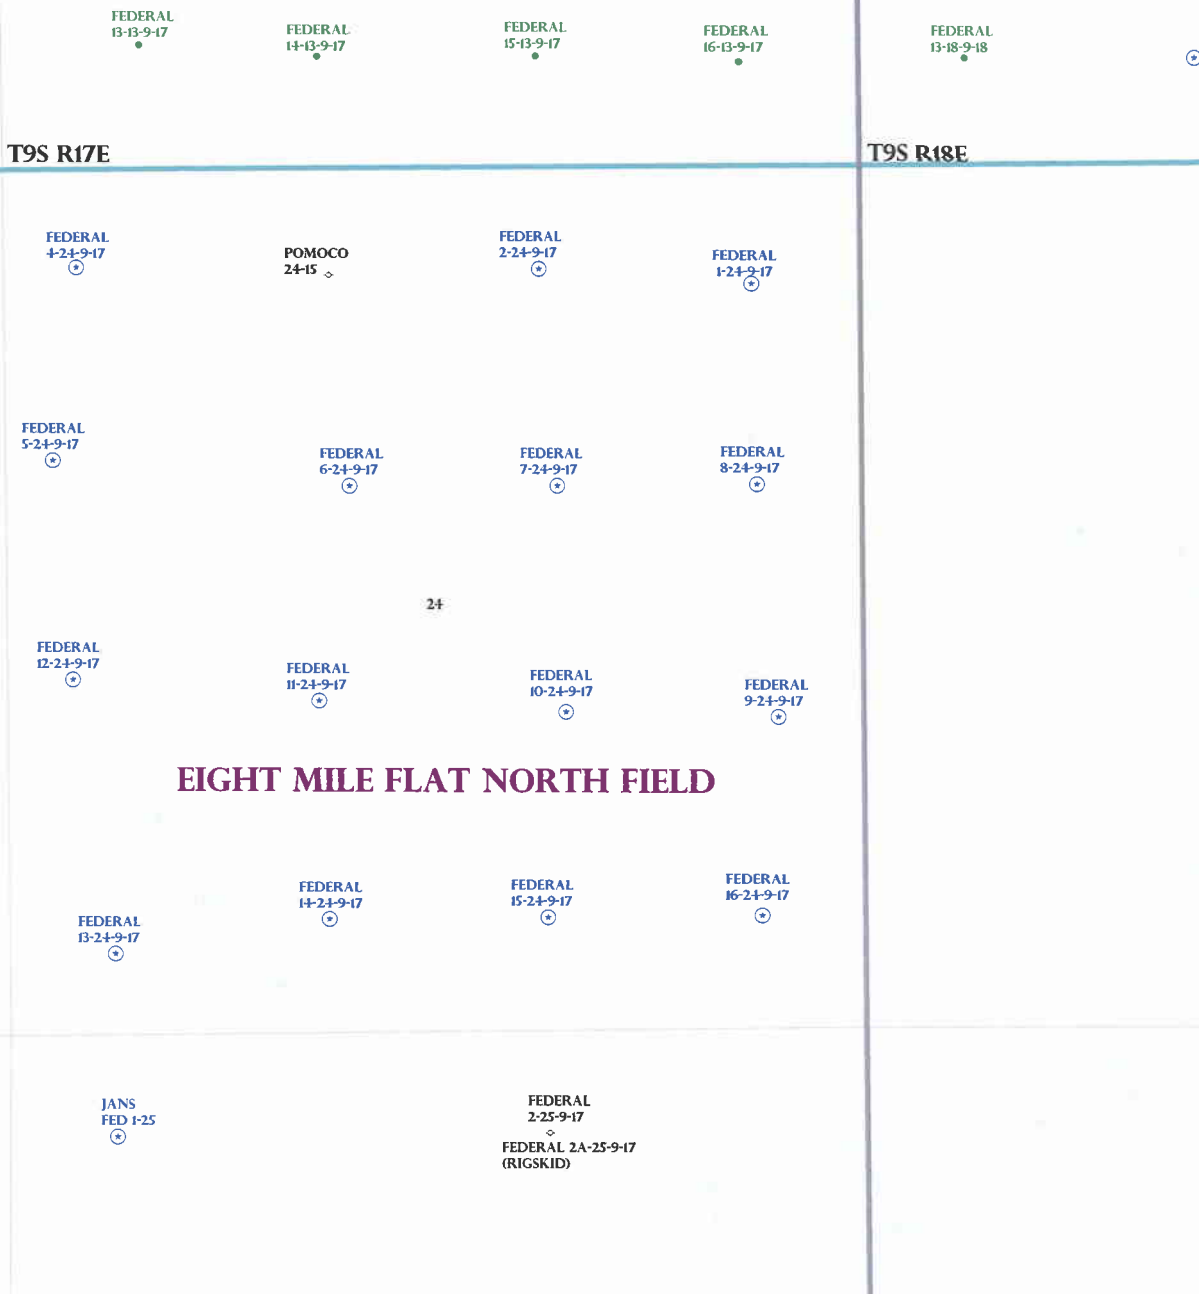 FEDERAL
13-13-9-17
FEDERAL
14-13-9-17
FEDERAL
15-13-9-17
FEDERAL
16-13-9-17
FEDERAL
13-18-9-18
T9S R17E
T9S R18E
FEDERAL
4-24-9-17
POMOCO
24-15
FEDERAL
2-24-9-17
FEDERAL
1-24-9-17
FEDERAL
5-24-9-17
FEDERAL
6-24-9-17
FEDERAL
7-24-9-17
FEDERAL
8-24-9-17
24
FEDERAL
12-24-9-17
FEDERAL
11-24-9-17
FEDERAL
10-24-9-17
FEDERAL
9-24-9-17
EIGHT MILE FLAT NORTH FIELD
FEDERAL
13-24-9-17
FEDERAL
14-24-9-17
FEDERAL
15-24-9-17
FEDERAL
16-24-9-17
JANS
FED 1-25
FEDERAL
2-25-9-17
FEDERAL 2A-25-9-17
(RIGSKID)